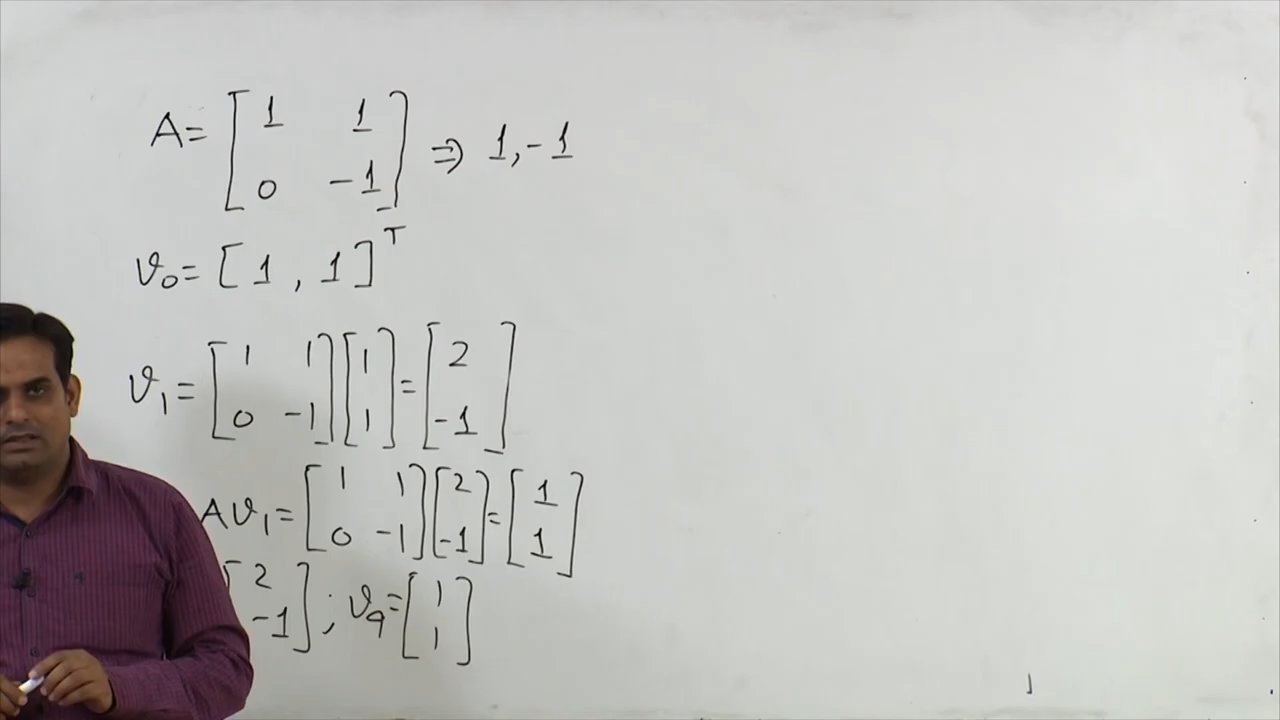 A = [ 1 1 ; 0 -1 ] ⇒ 1, -1
v₀ = [ 1 , 1 ]ᵀ
v₁ = [ 1 1 ; 0 -1 ] [ 1 ; 1 ] = [ 2 ; -1 ]
Av₁ = [ 1 1 ; 0 -1 ] [ 2 ; -1 ] = [ 1 ; 1 ]
[ 2 ; -1 ] ; v₄ = [ 1 ; 1 ]